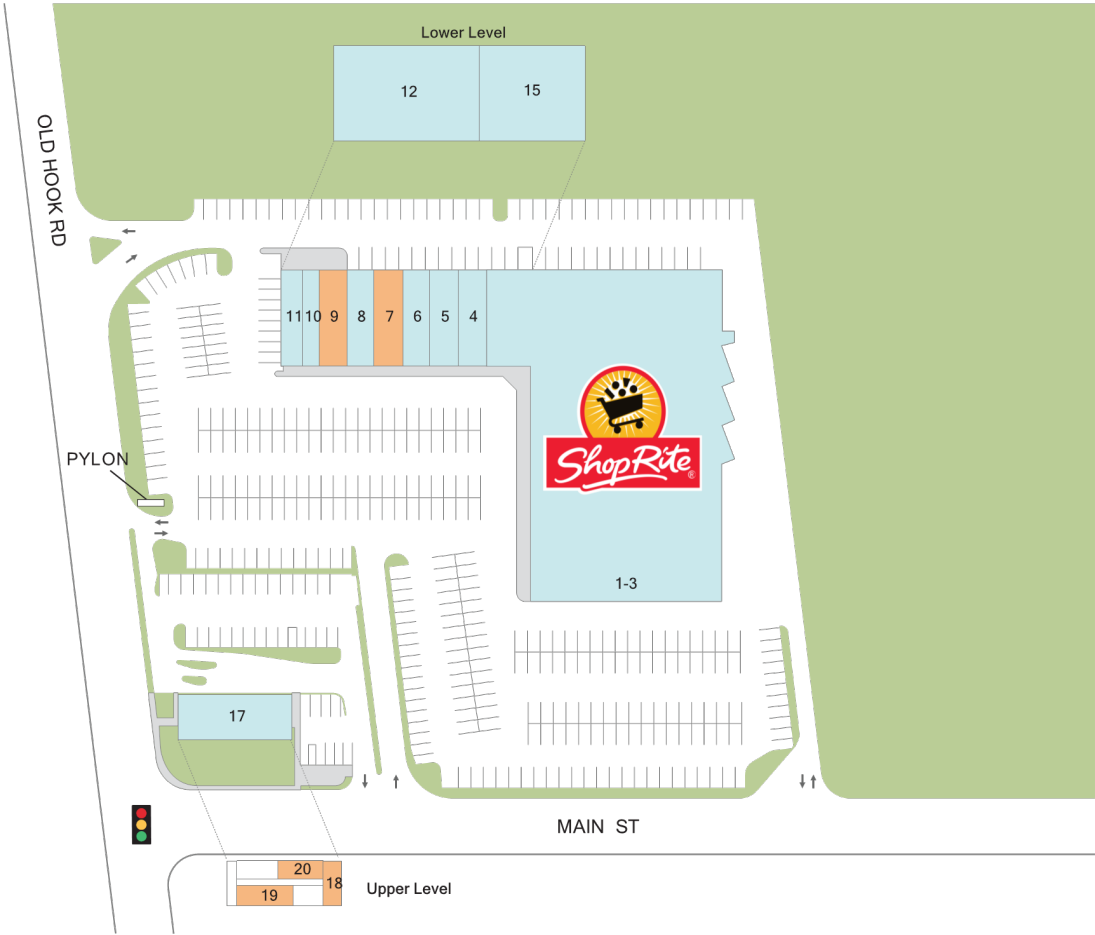 Lower Level
12
15
OLD HOOK RD
11
10
9
8
7
6
5
4
ShopRite®
PYLON
1-3
17
MAIN ST
20
18
19
Upper Level